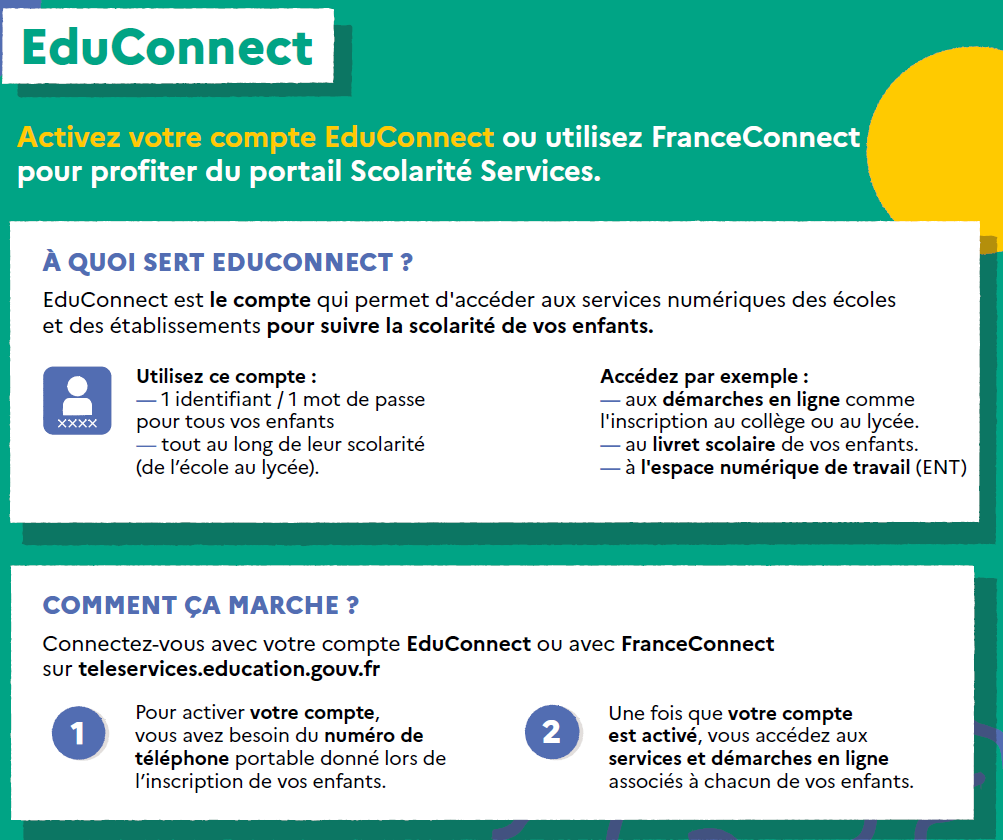 EduConnect
Activez votre compte EduConnect ou utilisez FranceConnect
pour profiter du portail Scolarité Services.
À QUOI SERT EDUCONNECT ?
EduConnect est le compte qui permet d'accéder aux services numériques des écoles
et des établissements pour suivre la scolarité de vos enfants.
XXXX
Utilisez ce compte :
— 1 identifiant / 1 mot de passe
pour tous vos enfants
— tout au long de leur scolarité
(de l’école au lycée).
Accédez par exemple :
— aux démarches en ligne comme
l'inscription au collège ou au lycée.
— au livret scolaire de vos enfants.
— à l'espace numérique de travail (ENT)
COMMENT ÇA MARCHE ?
Connectez-vous avec votre compte EduConnect ou avec FranceConnect
sur teleservices.education.gouv.fr
1
Pour activer votre compte,
vous avez besoin du numéro de
téléphone portable donné lors de
l’inscription de vos enfants.
2
Une fois que votre compte
est activé, vous accédez aux
services et démarches en ligne
associés à chacun de vos enfants.